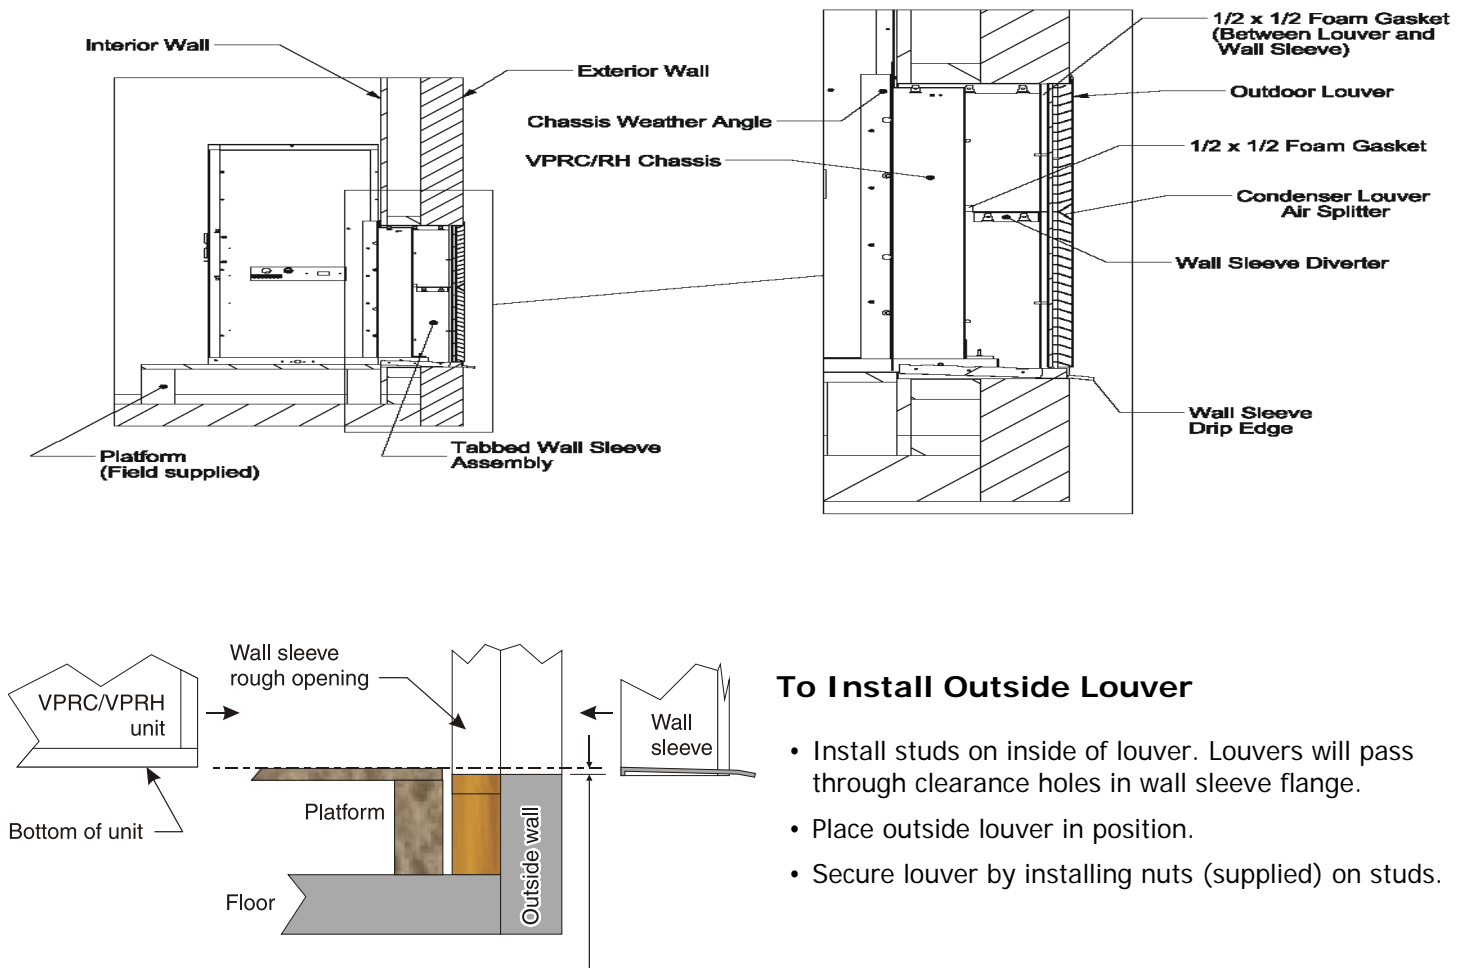 Interior Wall
Exterior Wall
Platform
(Field supplied)
Tabbed Wall Sleeve
Assembly
Chassis Weather Angle
VPRC/RH Chassis
1/2 x 1/2 Foam Gasket
(Between Louver and
Wall Sleeve)
Outdoor Louver
1/2 x 1/2 Foam Gasket
Condenser Louver
Air Splitter
Wall Sleeve Diverter
Wall Sleeve
Drip Edge
VPRC/VPRH
unit
Bottom of unit
Wall sleeve
rough opening
Platform
Floor
Outside wall
Wall
sleeve
To Install Outside Louver
• Install studs on inside of louver. Louvers will pass
through clearance holes in wall sleeve flange.
• Place outside louver in position.
• Secure louver by installing nuts (supplied) on studs.